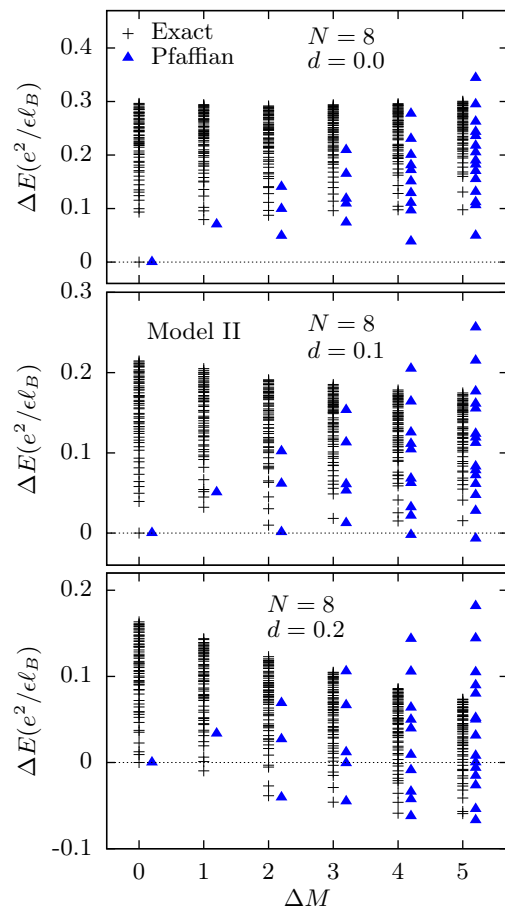 + Exact
▲ Pfaffian
N = 8
d = 0.0
ΔE(e²/ϵℓ_B)
0.4
0.3
0.2
0.1
0
Model II
N = 8
d = 0.1
ΔE(e²/ϵℓ_B)
0.3
0.2
0.1
0
N = 8
d = 0.2
ΔE(e²/ϵℓ_B)
0.2
0.1
0
-0.1
0 1 2 3 4 5
ΔM